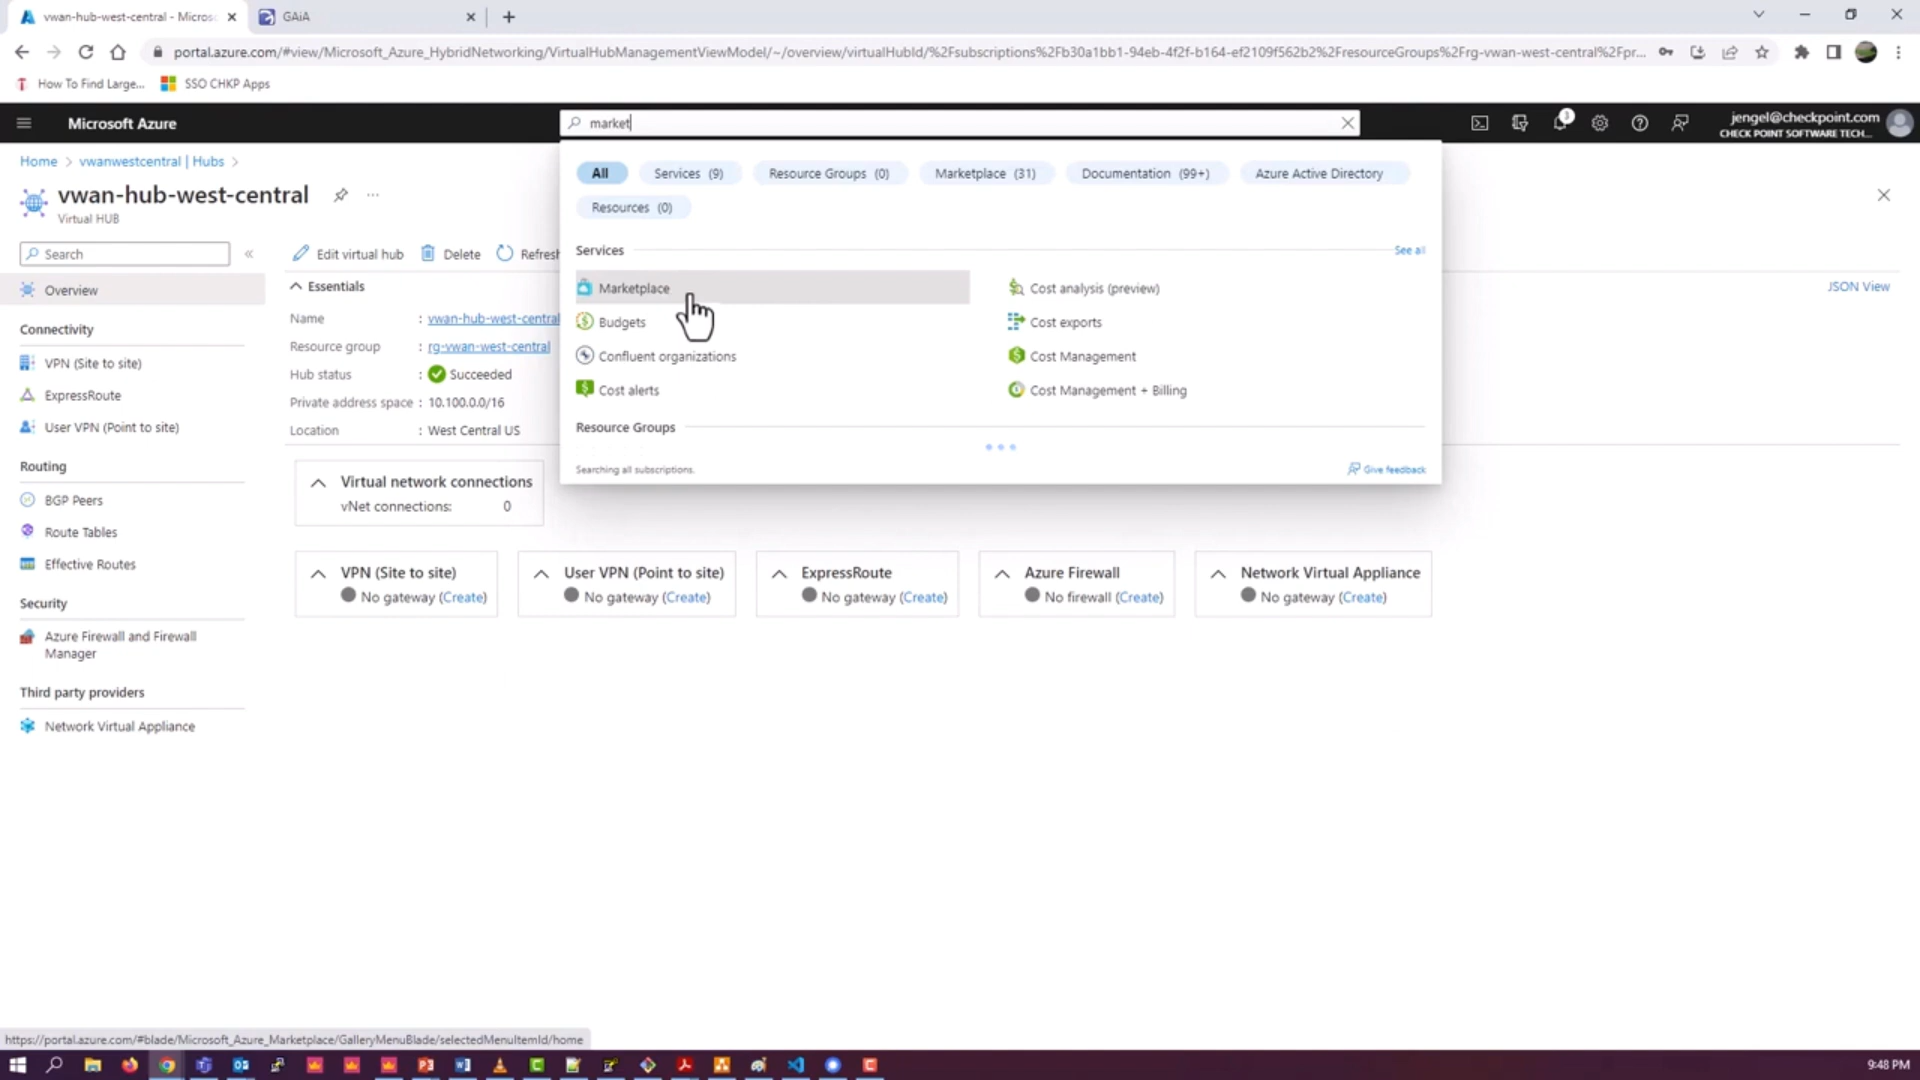 vwan-hub-west-central - Micros
GAiA
portal.azure.com/#view/Microsoft_Azure_HybridNetworking/VirtualHubManagementViewModel/~/overview/virtualHubId/%2Fsubscriptions%2Fb30a1bb1-94eb-4f2f-b164-ef2109f562b2%2FresourceGroups%2Frg-vwan-west-central%2Fpr...
How To Find Large...
SSO CHKP Apps
Microsoft Azure
market
3
jengel@checkpoint.com
CHECK POINT SOFTWARE TECH...
Home > vwanwestcentral | Hubs >
vwan-hub-west-central
Virtual HUB
All
Services (9)
Resource Groups (0)
Marketplace (31)
Documentation (99+)
Azure Active Directory
Resources (0)
Services
See all
Marketplace
Cost analysis (preview)
Budgets
Cost exports
Confluent organizations
Cost Management
Cost alerts
Cost Management + Billing
Resource Groups
Searching all subscriptions.
Give feedback
Search
Edit virtual hub
Delete
Refresh
Overview
Essentials
JSON View
Connectivity
Name : vwan-hub-west-central
Resource group : rg-vwan-west-central
VPN (Site to site)
Hub status : Succeeded
ExpressRoute
Private address space : 10.100.0.0/16
User VPN (Point to site)
Location : West Central US
Routing
BGP Peers
Route Tables
Effective Routes
Security
Azure Firewall and Firewall
Manager
Third party providers
Network Virtual Appliance
Virtual network connections
vNet connections: 0
VPN (Site to site)
No gateway (Create)
User VPN (Point to site)
No gateway (Create)
ExpressRoute
No gateway (Create)
Azure Firewall
No firewall (Create)
Network Virtual Appliance
No gateway (Create)
https://portal.azure.com/#blade/Microsoft_Azure_Marketplace/GalleryMenuBlade/selectedMenuItemId/home
9:48 PM